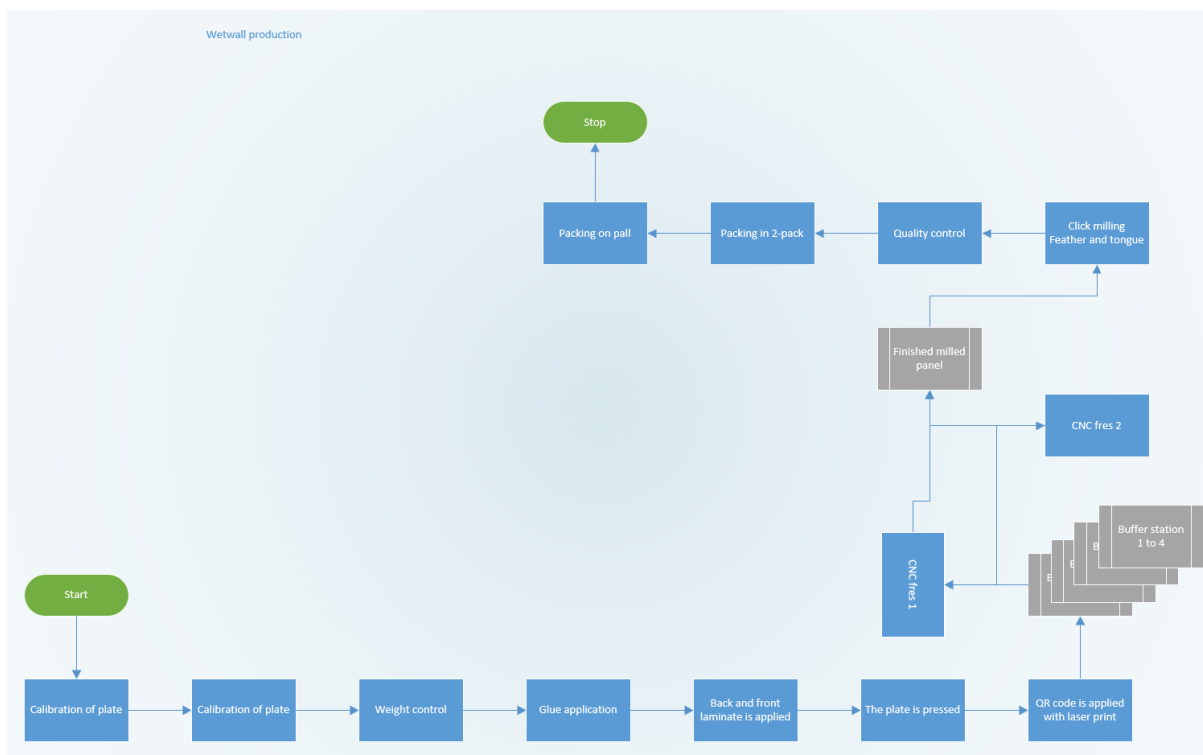 Wetwall production
Stop
Packing on pall
Packing in 2-pack
Quality control
Click milling
Feather and tongue
Finished milled
panel
CNC fres 2
Buffer station
1 to 4
CNC fres 1
Start
Calibration of plate
Calibration of plate
Weight control
Glue application
Back and front
laminate is applied
The plate is pressed
QR code is applied
with laser print